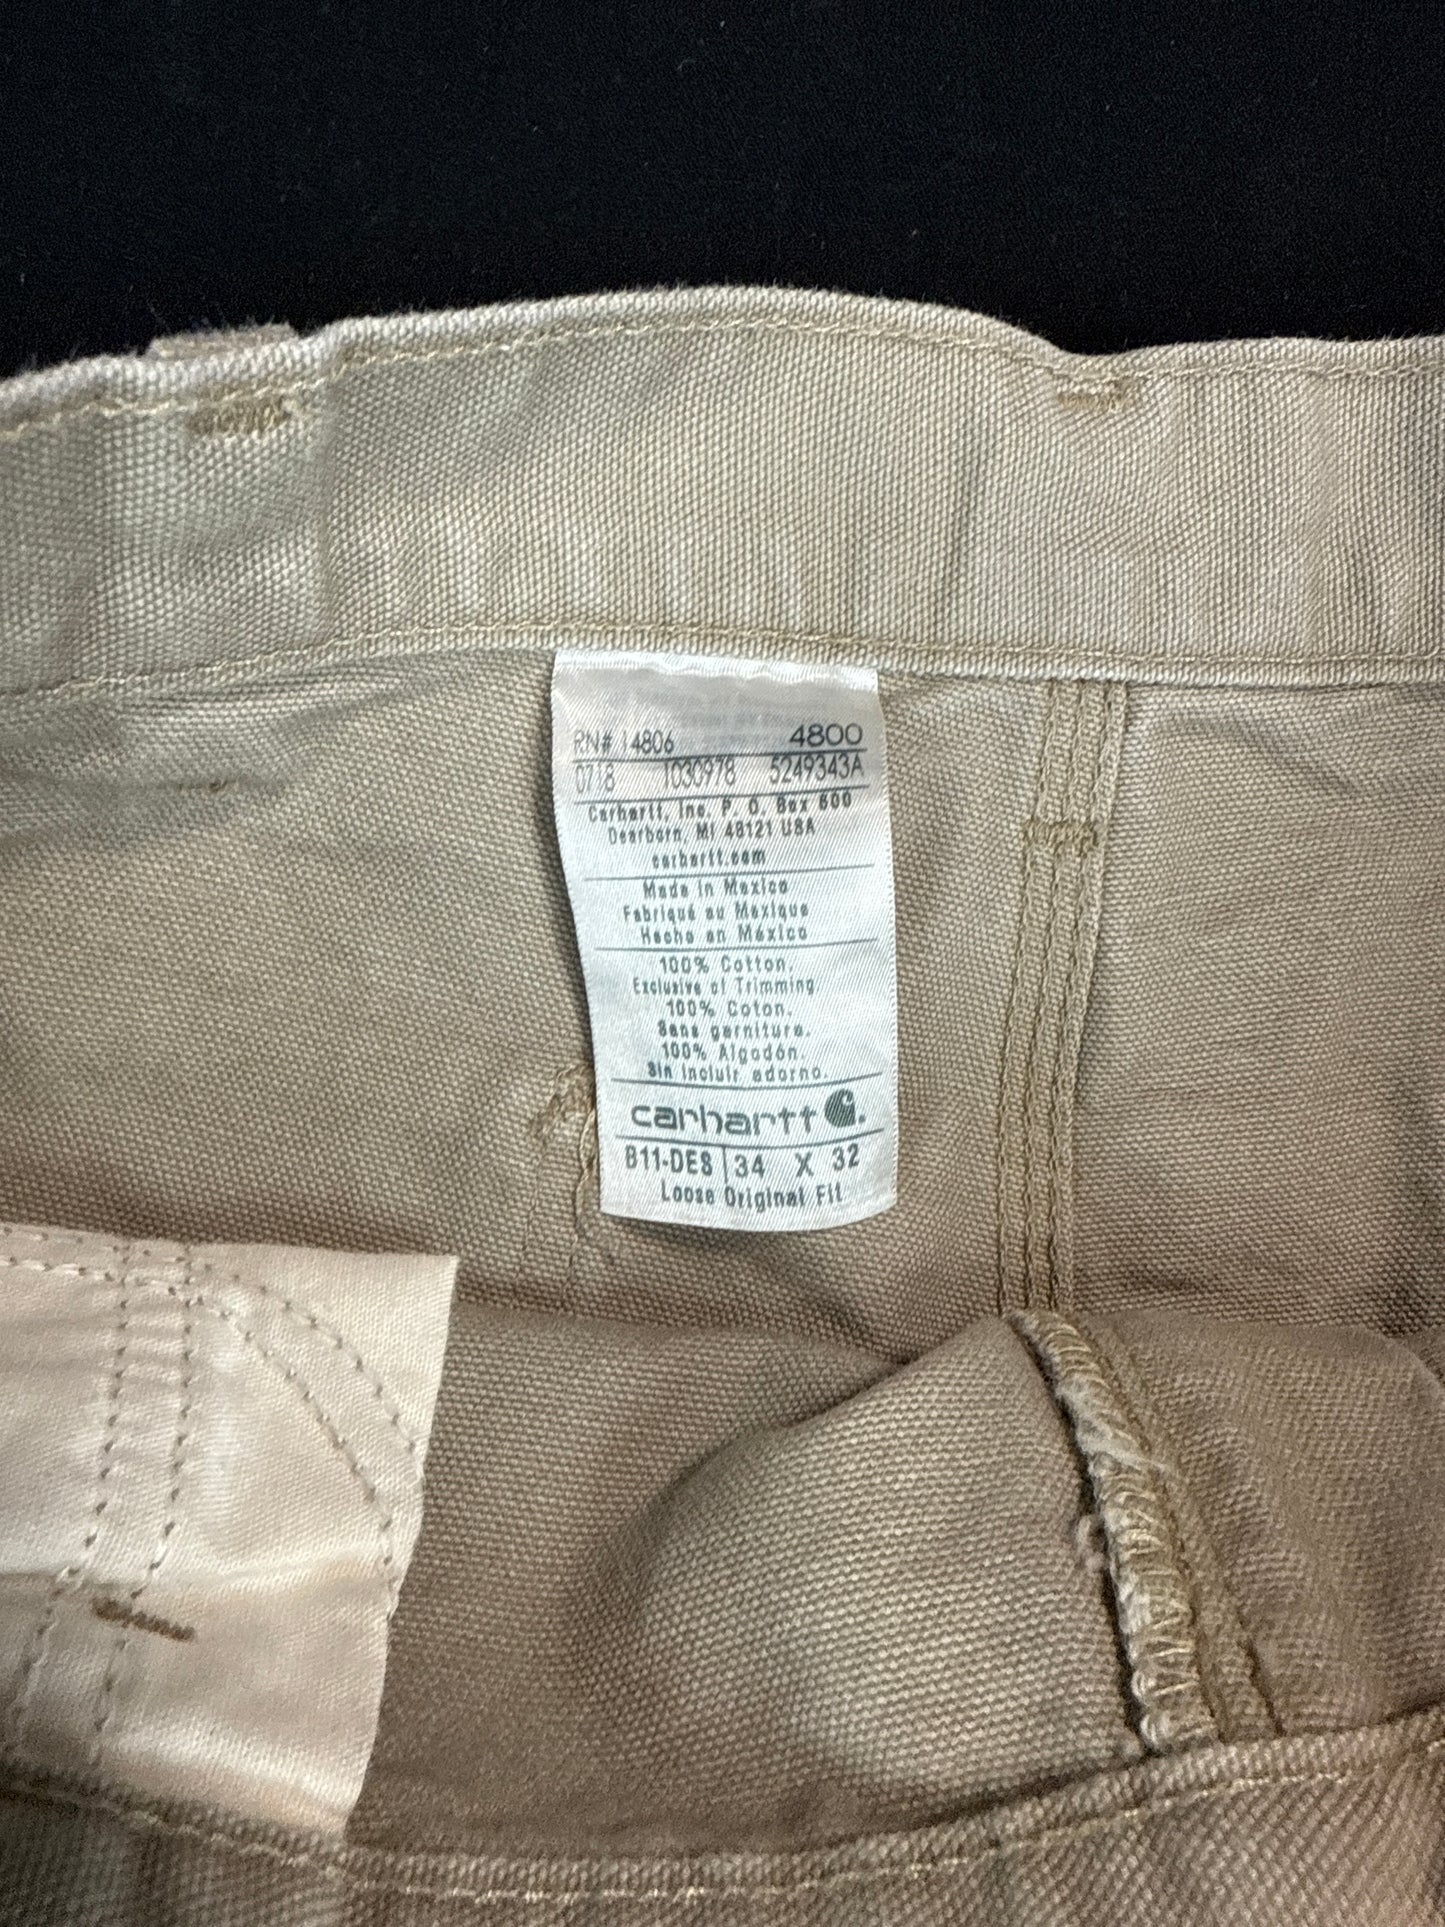 RN# 14806 4800
0718 1030978 5249343A
Carhartt, Inc. P. O. Box 600
Dearborn, MI 48121 USA
carhartt.com
Made in Mexico
Fabriqué au Mexique
Hecho en México
100% Cotton.
Exclusive of Trimming
100% Coton.
Sans garniture.
100% Algodón.
Sin incluir adorno.
carhartt
B11-DES 34 X 32
Loose Original Fit